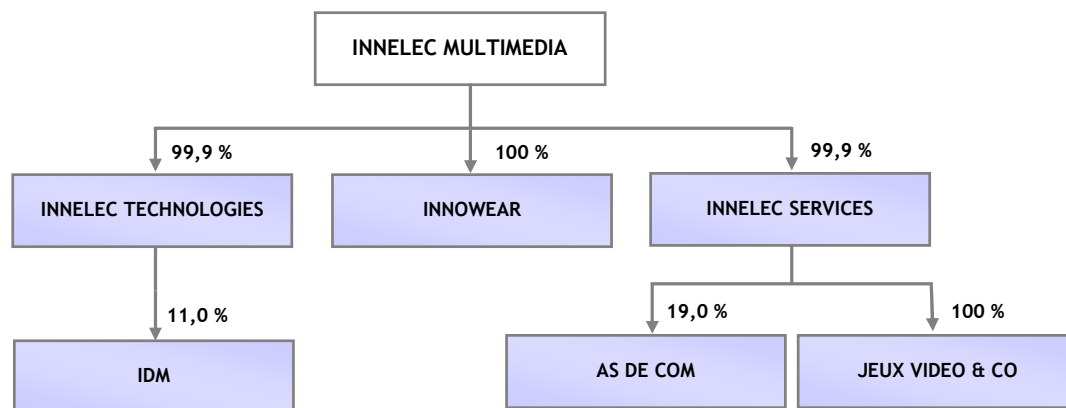 INNELEC MULTIMEDIA
99,9 %
100 %
99,9 %
INNELEC TECHNOLOGIES
INNOWEAR
INNELEC SERVICES
11,0 %
19,0 %
100 %
IDM
AS DE COM
JEUX VIDEO & CO